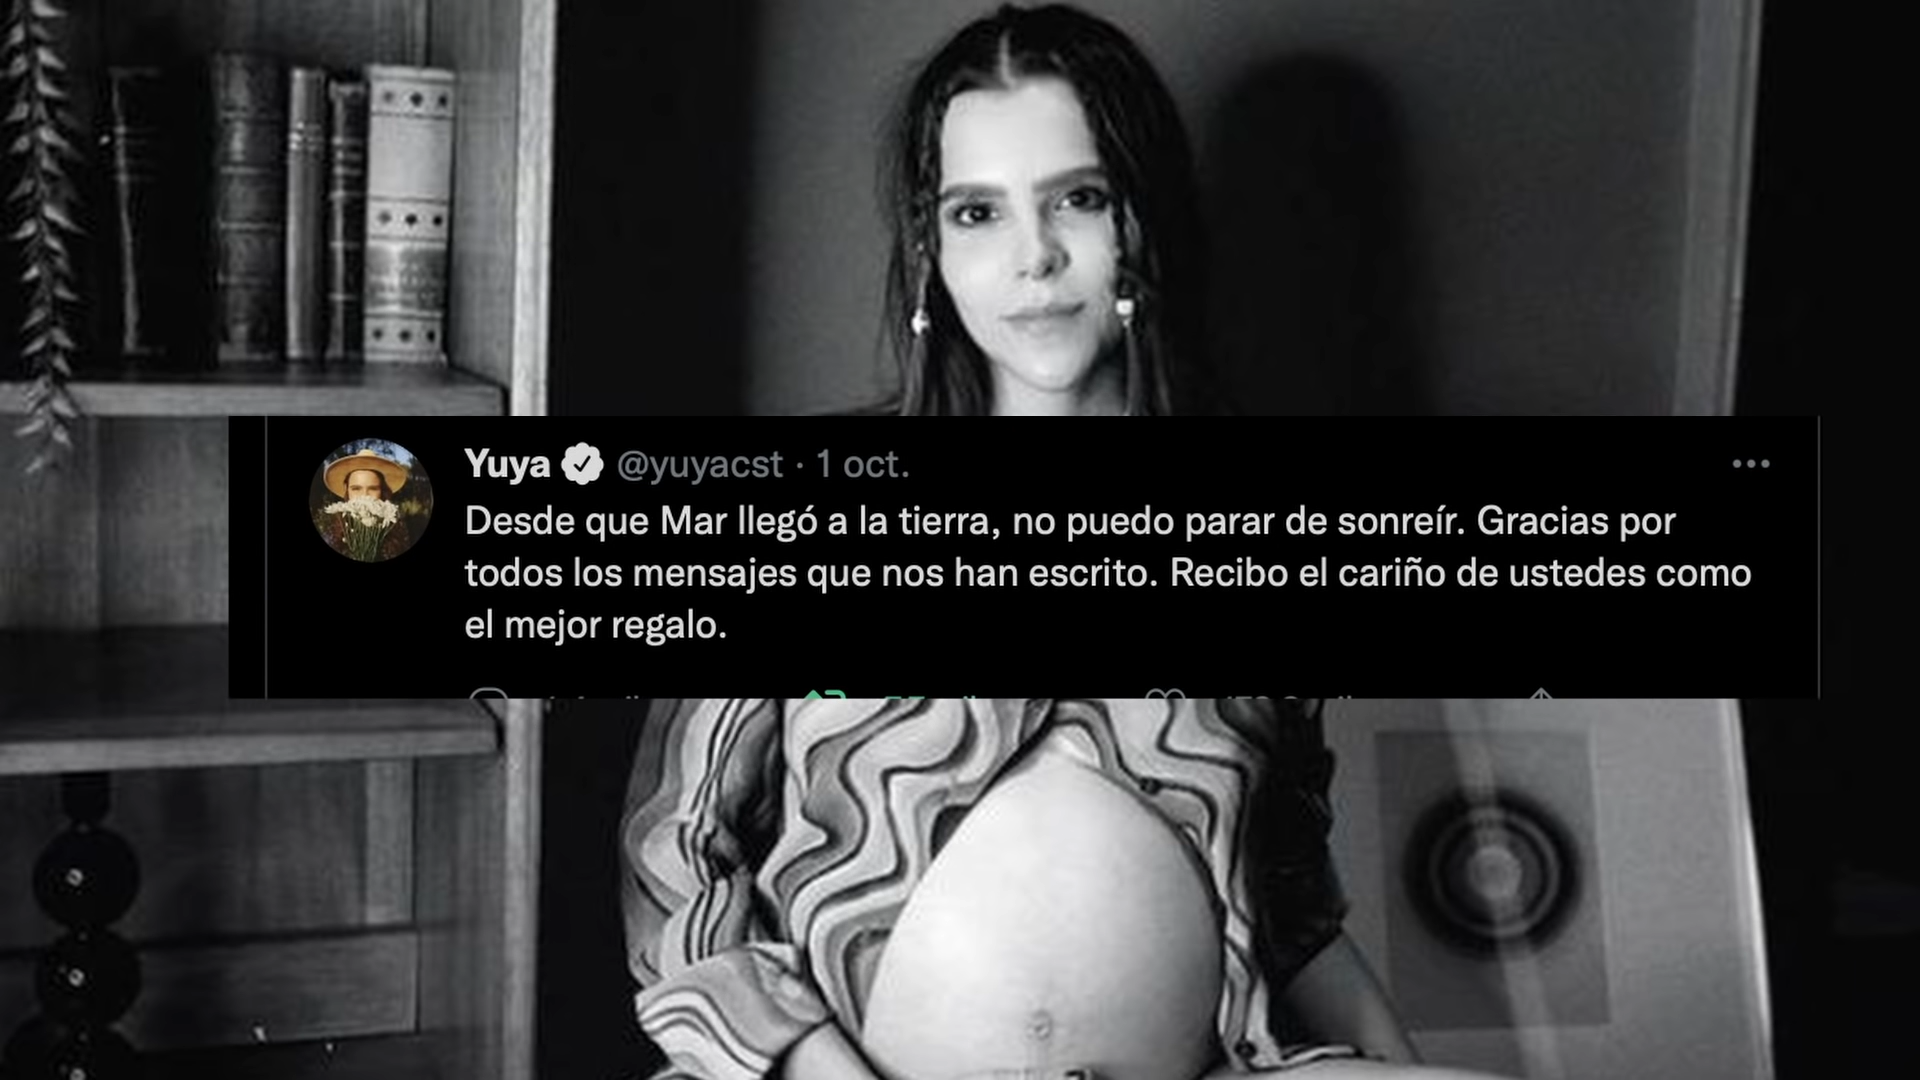 Yuya @yuyacst · 1 oct.
Desde que Mar llegó a la tierra, no puedo parar de sonreír. Gracias por
todos los mensajes que nos han escrito. Recibo el cariño de ustedes como
el mejor regalo.